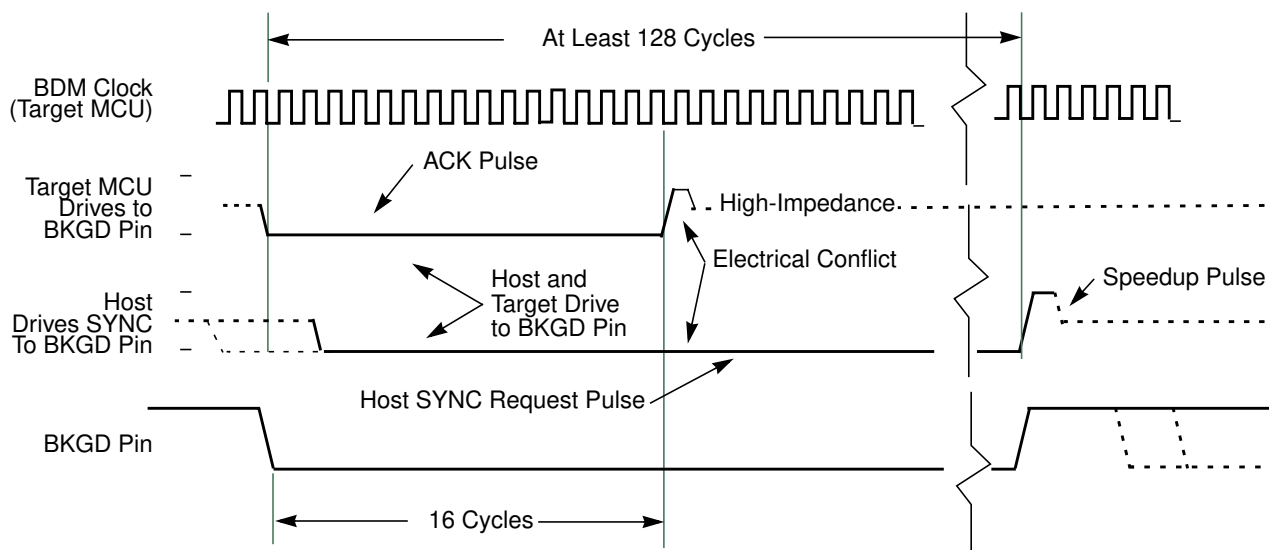 At Least 128 Cycles
BDM Clock
(Target MCU)
ACK Pulse
Target MCU
Drives to
BKGD Pin
High-Impedance
Electrical Conflict
Host and
Target Drive
to BKGD Pin
Speedup Pulse
Host
Drives SYNC
To BKGD Pin
Host SYNC Request Pulse
BKGD Pin
16 Cycles